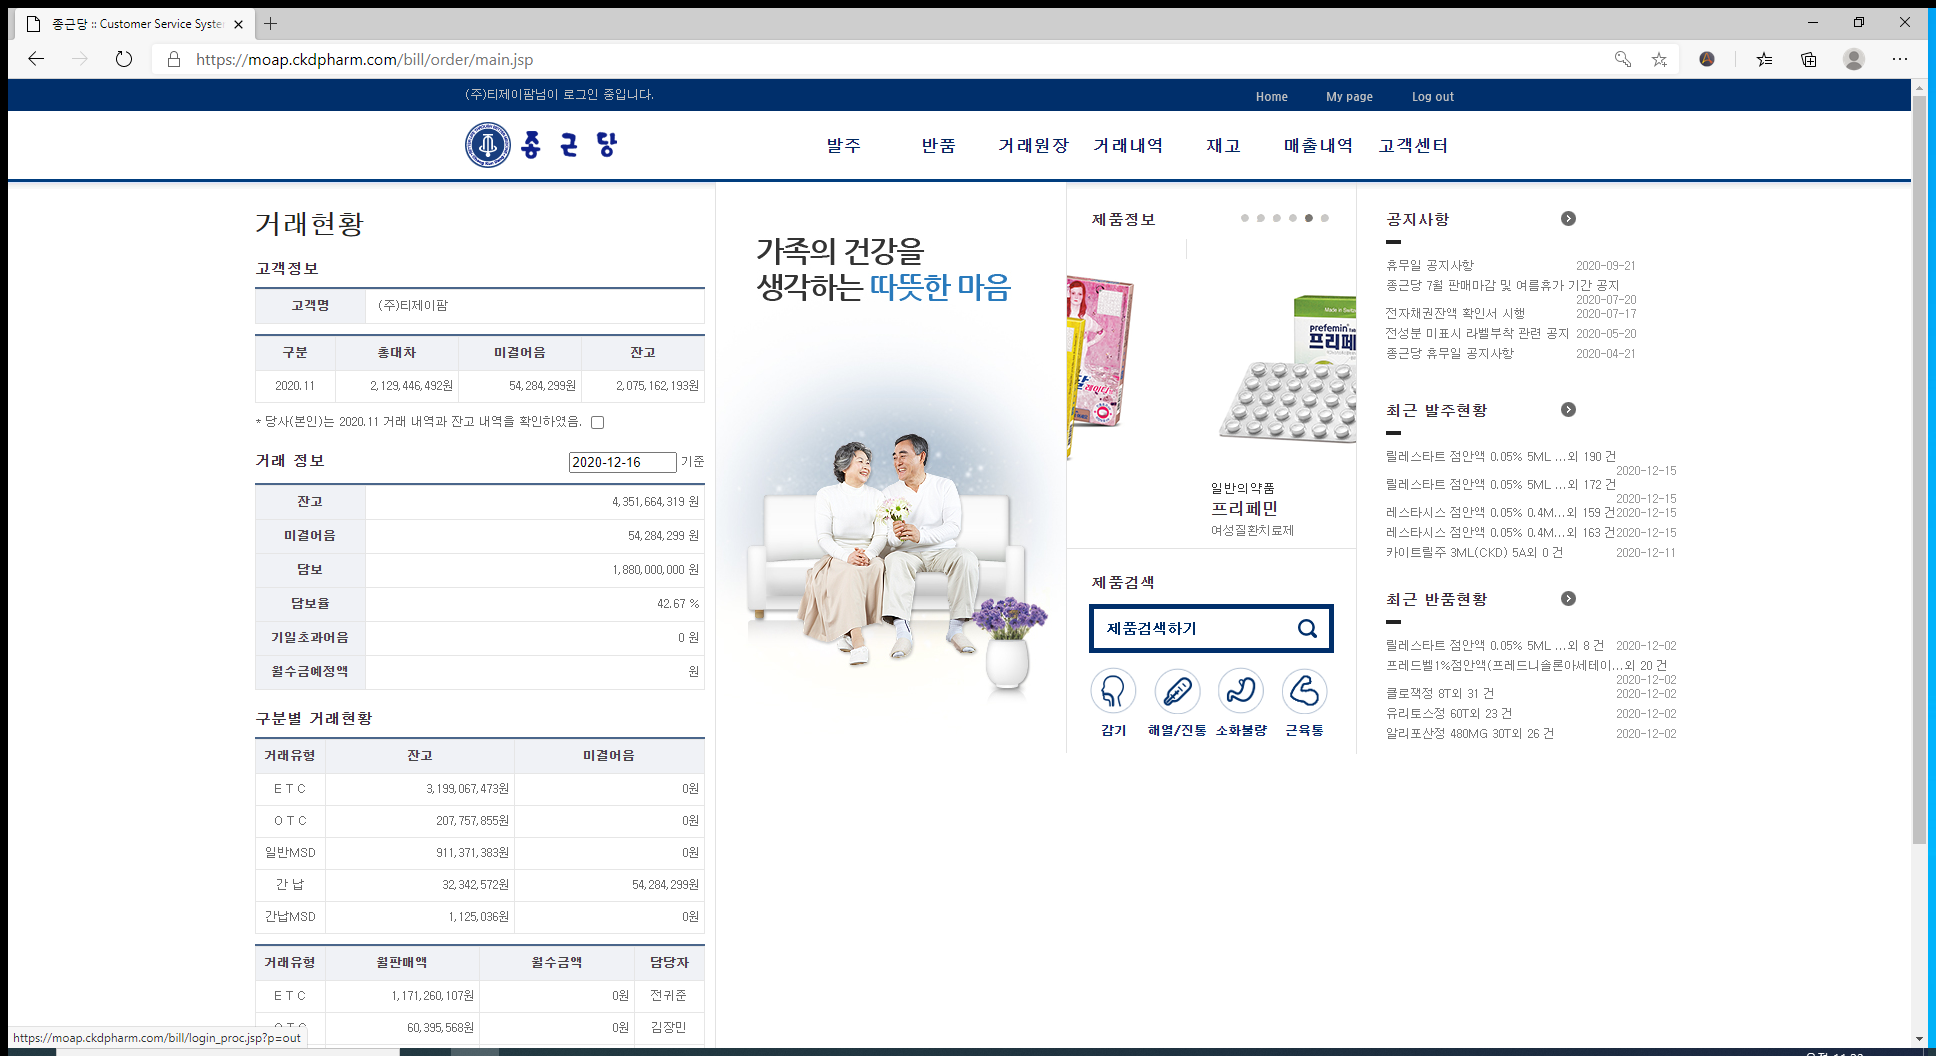 종근당 :: Customer Service Syste
https://moap.ckdpharm.com/bill/order/main.jsp
(주)티제이팜님이 로그인 중입니다.
Home
My page
Log out
종근당
발주
반품
거래원장
거래내역
재고
매출내역
고객센터
거래현황
고객정보
고객명 (주)티제이팜
구분 총대차 미결어음 잔고
2020.11 2,129,446,492원 54,284,299원 2,075,162,193원
* 당사(본인)는 2020.11 거래 내역과 잔고 내역을 확인하였음.
거래 정보 2020-12-16 기준
잔고 4,351,664,319 원
미결어음 54,284,299 원
담보 1,880,000,000 원
담보율 42.67 %
기일초과어음 0 원
월수금예정액 원
구분별 거래현황
거래유형 잔고 미결어음
E T C 3,199,067,473원 0원
O T C 207,757,855원 0원
일반MSD 911,371,383원 0원
간 납 32,342,572원 54,284,299원
간납MSD 1,125,036원 0원
거래유형 월판매액 월수금액 담당자
E T C 1,171,260,107원 0원 전귀준
O T C 60,395,568원 0원 김장민
가족의 건강을
생각하는 따뜻한 마음
제품정보
Made in Switz
prefemin
프리페
일반의약품
프리페민
여성질환치료제
제품검색
제품검색하기
감기 해열/진통 소화불량 근육통
공지사항
휴무일 공지사항 2020-09-21
종근당 7월 판매마감 및 여름휴가 기간 공지
2020-07-20
전자채권잔액 확인서 시행 2020-07-17
전성분 미표시 라벨부착 관련 공지 2020-05-20
종근당 휴무일 공지사항 2020-04-21
최근 발주현황
릴레스타트 점안액 0.05% 5ML ...외 190 건
2020-12-15
릴레스타트 점안액 0.05% 5ML ...외 172 건
2020-12-15
레스타시스 점안액 0.05% 0.4M...외 159 건2020-12-15
레스타시스 점안액 0.05% 0.4M...외 163 건2020-12-15
카이트릴주 3ML(CKD) 5A외 0 건 2020-12-11
최근 반품현황
릴레스타트 점안액 0.05% 5ML ...외 8 건 2020-12-02
프레드벨1%점안액(프레드니솔론아세테이...외 20 건
2020-12-02
클로잭정 8T외 31 건 2020-12-02
유리토스정 60T외 23 건 2020-12-02
알리포산정 480MG 30T외 26 건 2020-12-02
https://moap.ckdpharm.com/bill/login_proc.jsp?p=out